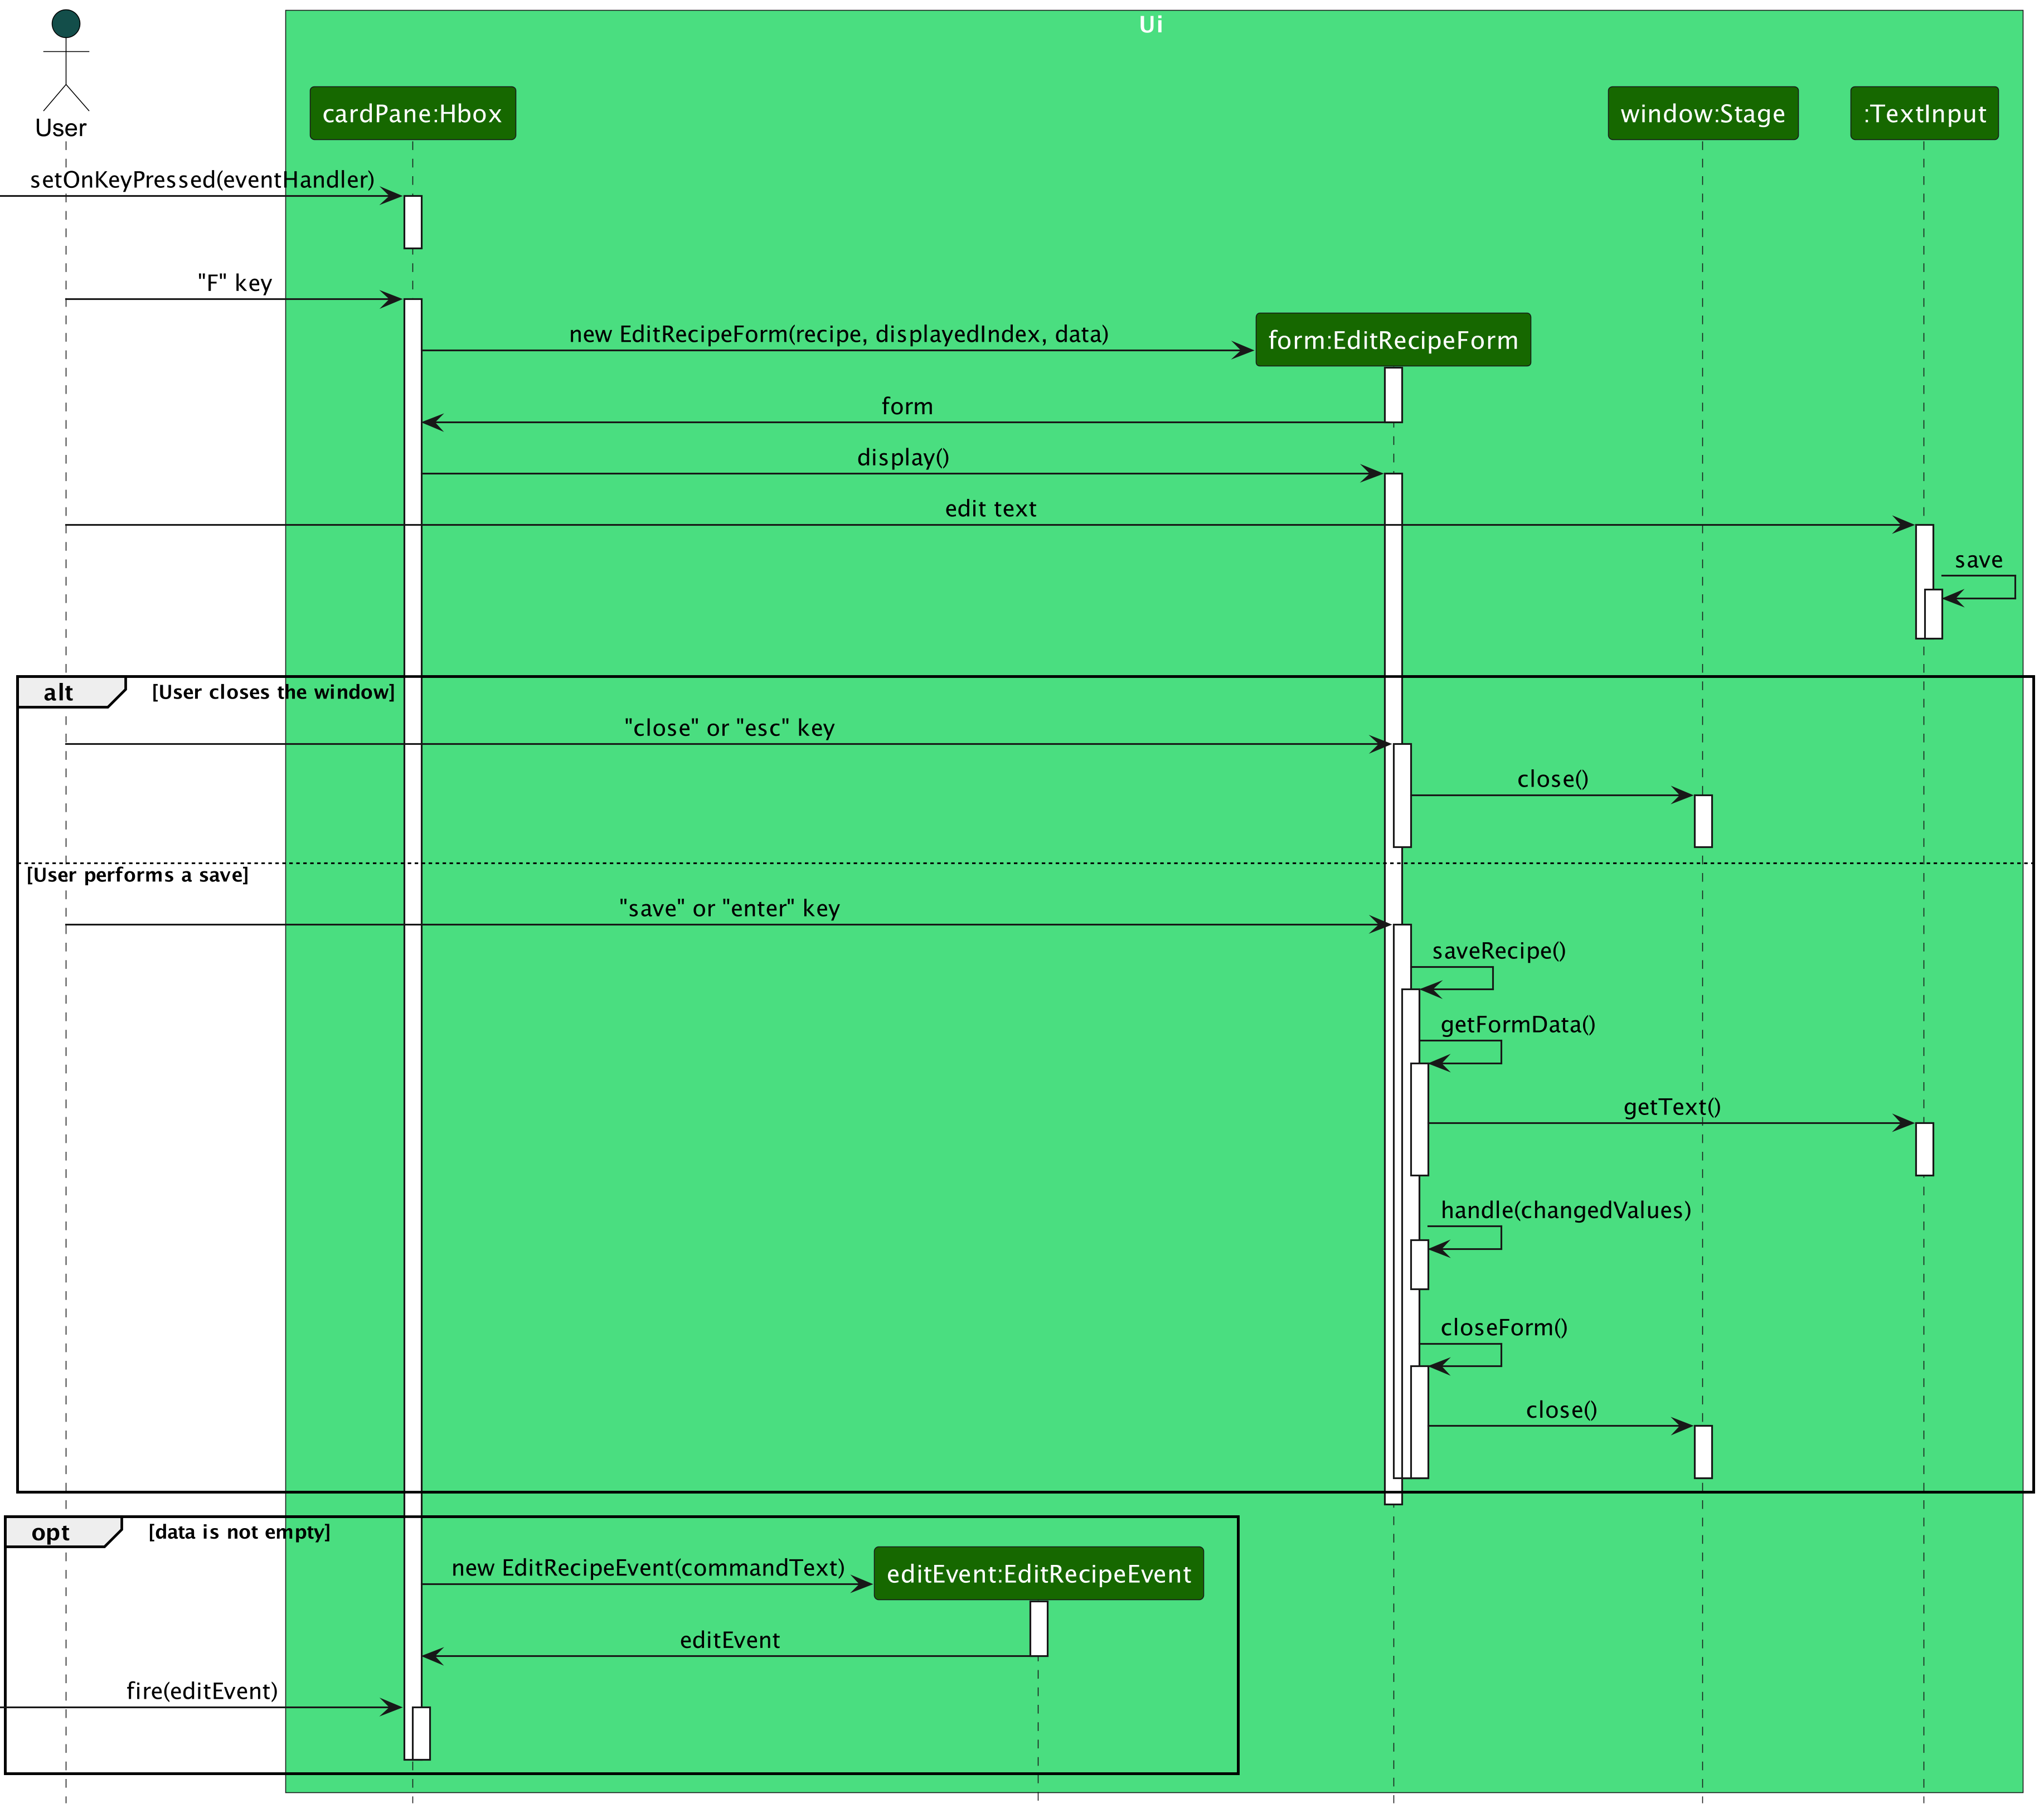 Ui
User
cardPane:Hbox
window:Stage
:TextInput
setOnKeyPressed(eventHandler)
"F" key
new EditRecipeForm(recipe, displayedIndex, data)
form:EditRecipeForm
form
display()
edit text
save
alt
[User closes the window]
"close" or "esc" key
close()
[User performs a save]
"save" or "enter" key
saveRecipe()
getFormData()
getText()
handle(changedValues)
closeForm()
close()
opt
[data is not empty]
new EditRecipeEvent(commandText)
editEvent:EditRecipeEvent
editEvent
fire(editEvent)